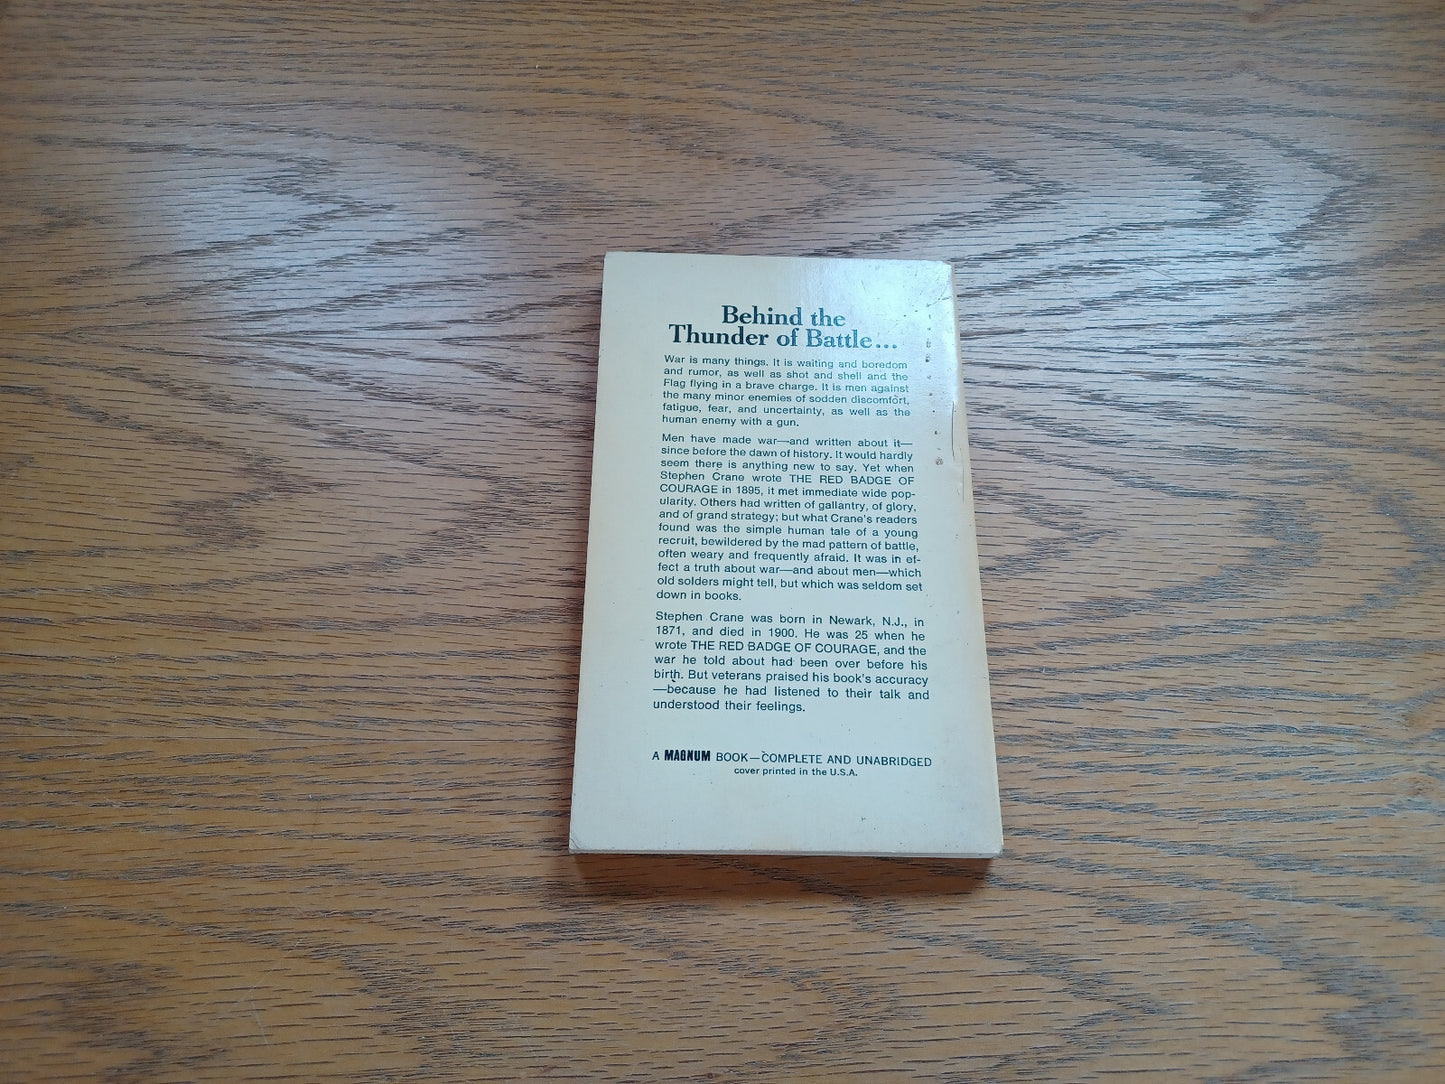 Behind the
Thunder of Battle...
War is many things. It is waiting and boredom
and rumor, as well as shot and shell and the
Flag flying in a brave charge. It is men against
the many minor enemies of sodden discomfort,
fatigue, fear, and uncertainty, as well as the
human enemy with a gun.
Men have made war—and written about it—
since before the dawn of history. It would hardly
seem there is anything new to say. Yet when
Stephen Crane wrote THE RED BADGE OF
COURAGE in 1895, it met immediate wide pop-
ularity. Others had written of gallantry, of glory,
and of grand strategy; but what Crane's readers
found was the simple human tale of a young
recruit, bewildered by the mad pattern of battle,
often weary and frequently afraid. It was in ef-
fect a truth about war—and about men—which
old solders might tell, but which was seldom set
down in books.
Stephen Crane was born in Newark, N.J., in
1871, and died in 1900. He was 25 when he
wrote THE RED BADGE OF COURAGE, and the
war he told about had been over before his
birth. But veterans praised his book's accuracy
—because he had listened to their talk and
understood their feelings.
A MAGNUM BOOK—COMPLETE AND UNABRIDGED
cover printed in the U.S.A.